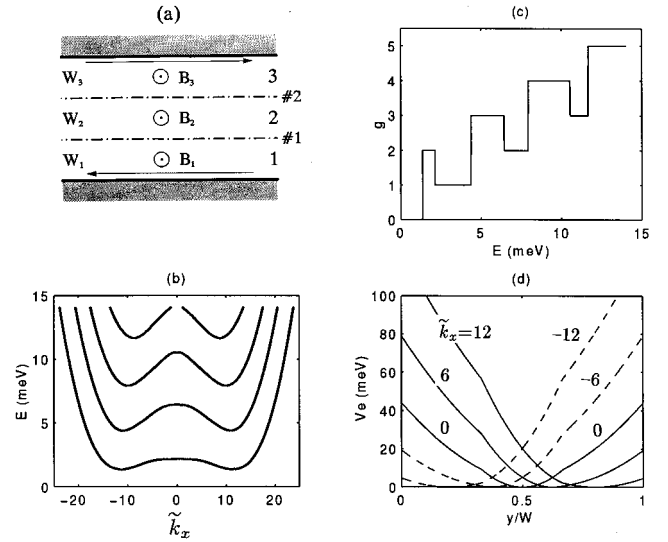 (a)
W₃ B₃ 3
#2
W₂ B₂ 2
#1
W₁ B₁ 1
(c)
5
4
3
2
1
0
g
0 5 10 15
E (meV)
(b)
15
10
5
0
E (meV)
−20 −10 0 10 20
k̃ₓ
(d)
100
80
60
40
20
0
Ve (meV)
k̃ₓ=12
−12
6
−6
0
0
0 0.5 1
y/W